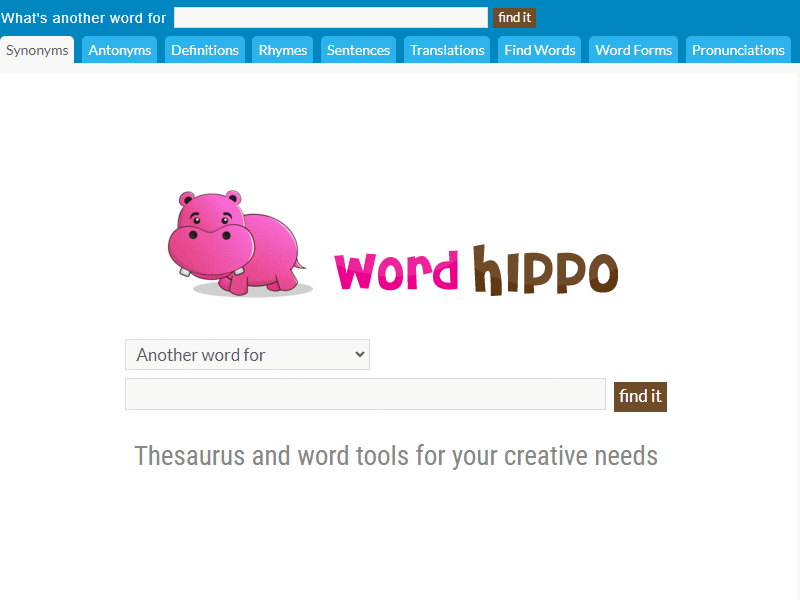 What's another word for find it
Synonyms Antonyms Definitions Rhymes Sentences Translations Find Words Word Forms Pronunciations
word hippo
Another word for
find it
Thesaurus and word tools for your creative needs